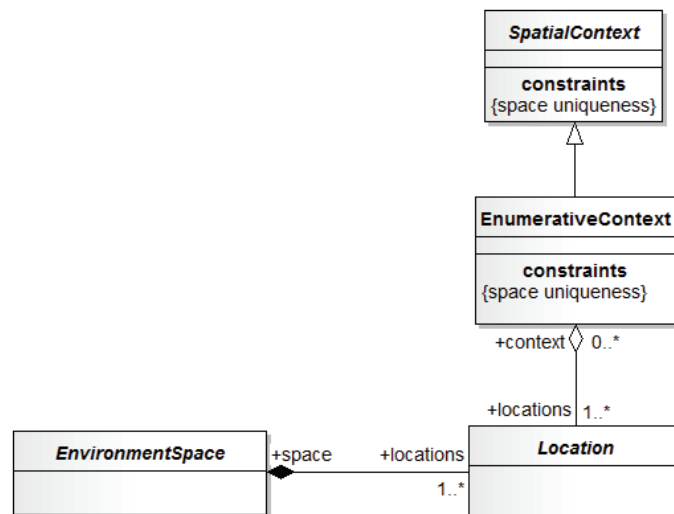 SpatialContext
constraints
{space uniqueness}
EnumerativeContext
constraints
{space uniqueness}
+context 0..*
+locations 1..*
EnvironmentSpace +space +locations Location
1..*